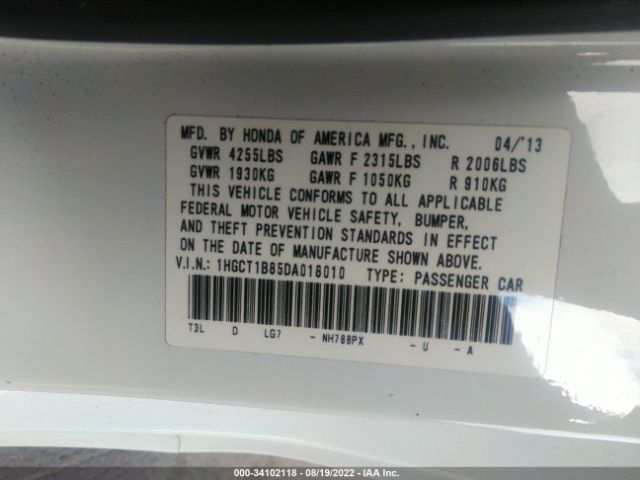 MFD. BY HONDA OF AMERICA MFG., INC. 04/'13
GVWR 4255LBS GAWR F 2315LBS R 2006LBS
GVWR 1930KG GAWR F 1050KG R 910KG
THIS VEHICLE CONFORMS TO ALL APPLICABLE
FEDERAL MOTOR VEHICLE SAFETY, BUMPER,
AND THEFT PREVENTION STANDARDS IN EFFECT
ON THE DATE OF MANUFACTURE SHOWN ABOVE.
V.I.N.: 1HGCT1B85DA018010 TYPE: PASSENGER CAR
T3L D LG7 - NH788PX - U - A
000-34102118 - 08/19/2022 - IAA Inc.